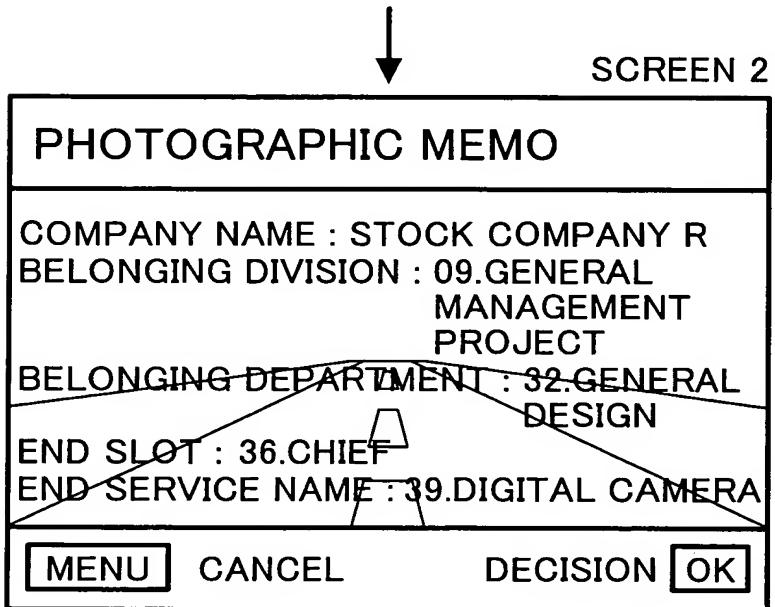 SCREEN 2
PHOTOGRAPHIC MEMO
COMPANY NAME : STOCK COMPANY R
BELONGING DIVISION : 09.GENERAL
MANAGEMENT
PROJECT
BELONGING DEPARTMENT : 32.GENERAL
DESIGN
END SLOT : 36.CHIEF
END SERVICE NAME : 39.DIGITAL CAMERA
MENU CANCEL DECISION OK